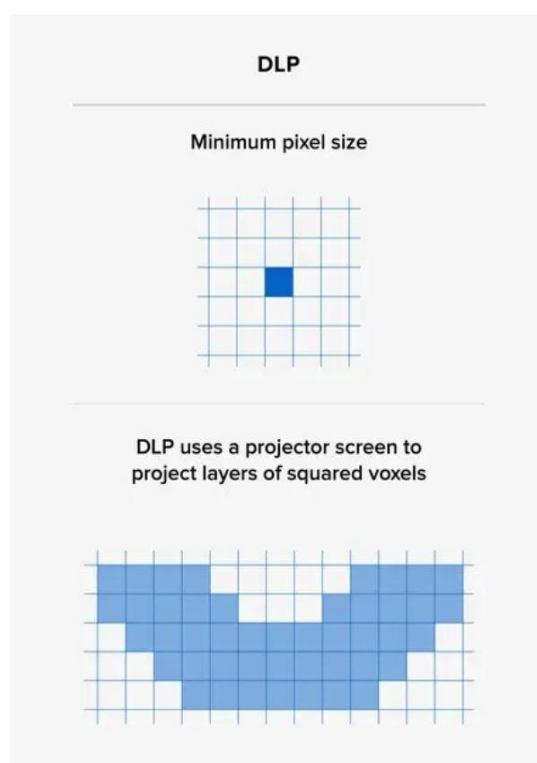 DLP
Minimum pixel size
DLP uses a projector screen to
project layers of squared voxels